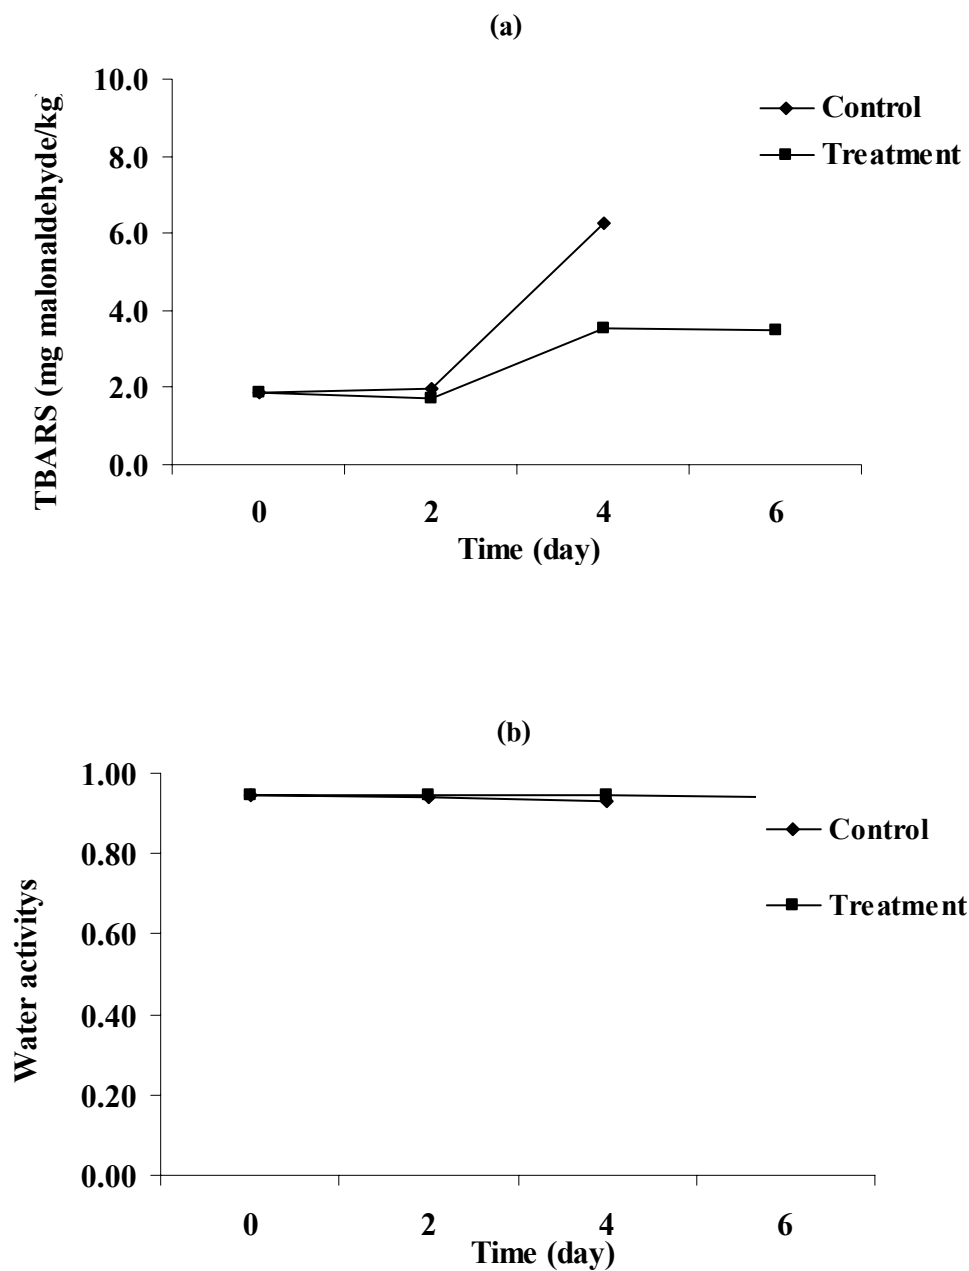 (a)
10.0
8.0
6.0
4.0
2.0
0.0
TBARS (mg malonaldehyde/kg)
Control
Treatment
0 2 4 6
Time (day)
(b)
1.00
0.80
0.60
0.40
0.20
0.00
Water activitys
Control
Treatment
0 2 4 6
Time (day)